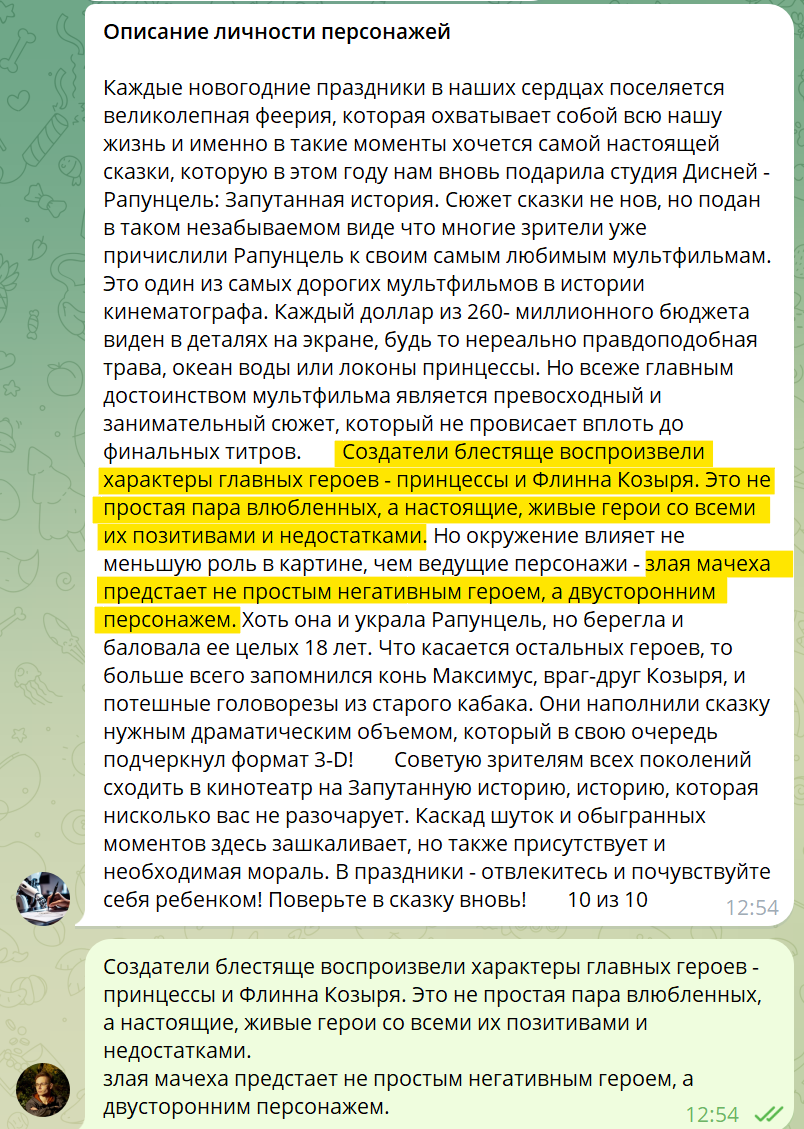 Описание личности персонажей
Каждые новогодние праздники в наших сердцах поселяется
великолепная феерия, которая охватывает собой всю нашу
жизнь и именно в такие моменты хочется самой настоящей
сказки, которую в этом году нам вновь подарила студия Дисней -
Рапунцель: Запутанная история. Сюжет сказки не нов, но подан
в таком незабываемом виде что многие зрители уже
причислили Рапунцель к своим самым любимым мультфильмам.
Это один из самых дорогих мультфильмов в истории
кинематографа. Каждый доллар из 260- миллионного бюджета
виден в деталях на экране, будь то нереально правдоподобная
трава, океан воды или локоны принцессы. Но всеже главным
достоинством мультфильма является превосходный и
занимательный сюжет, который не провисает вплоть до
финальных титров. Создатели блестяще воспроизвели
характеры главных героев - принцессы и Флинна Козыря. Это не
простая пара влюбленных, а настоящие, живые герои со всеми
их позитивами и недостатками. Но окружение влияет не
меньшую роль в картине, чем ведущие персонажи - злая мачеха
предстает не простым негативным героем, а двусторонним
персонажем. Хоть она и украла Рапунцель, но берегла и
баловала ее целых 18 лет. Что касается остальных героев, то
больше всего запомнился конь Максимус, враг-друг Козыря, и
потешные головорезы из старого кабака. Они наполнили сказку
нужным драматическим объемом, который в свою очередь
подчеркнул формат 3-D! Советую зрителям всех поколений
сходить в кинотеатр на Запутанную историю, историю, которая
нисколько вас не разочарует. Каскад шуток и обыгранных
моментов здесь зашкаливает, но также присутствует и
необходимая мораль. В праздники - отвлекитесь и почувствуйте
себя ребенком! Поверьте в сказку вновь! 10 из 10
12:54
Создатели блестяще воспроизвели характеры главных героев -
принцессы и Флинна Козыря. Это не простая пара влюбленных,
а настоящие, живые герои со всеми их позитивами и
недостатками.
злая мачеха предстает не простым негативным героем, а
двусторонним персонажем.
12:54